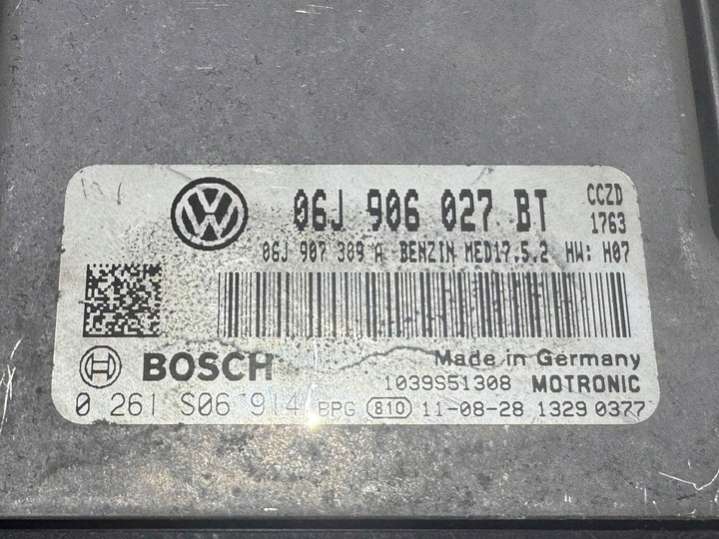 06J 906 027 BT CCZD
1763
06J 907 389 A BENZIN MED17.5.2 HW: H07
BOSCH
Made in Germany
1039S51308 MOTRONIC
0 261 S06 914 BPG 810 11-08-28 1329 0377